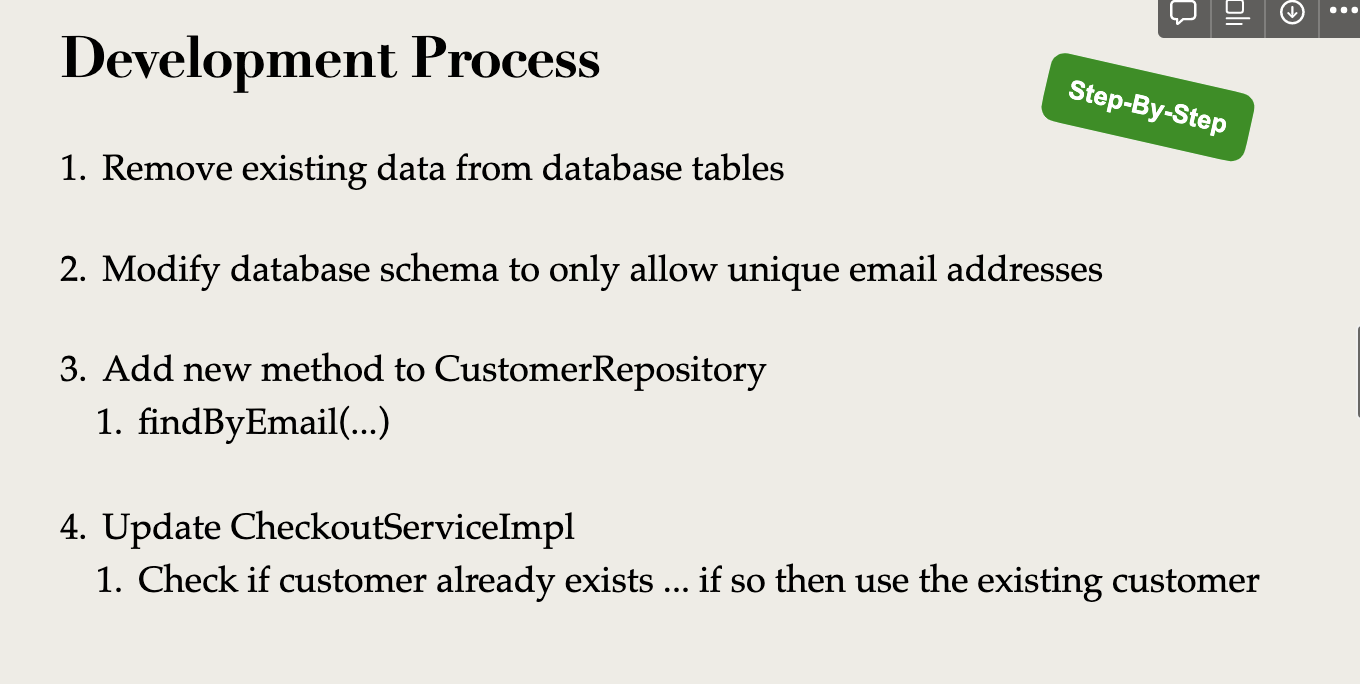 Development Process
Step-By-Step
1. Remove existing data from database tables
2. Modify database schema to only allow unique email addresses
3. Add new method to CustomerRepository
1. findByEmail(...)
4. Update CheckoutServiceImpl
1. Check if customer already exists ... if so then use the existing customer